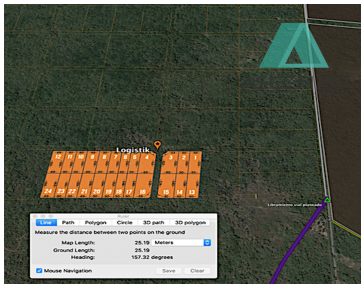 Logistik
12 11 10 9 8 7 6 5 4 3 2 1
24 23 22 21 20 19 18 17 16 15 14 13
Libramiento vial planeado
Ruler
Line Path Polygon Circle 3D path 3D polygon
Measure the distance between two points on the ground
Map Length: 25.19 Meters
Ground Length: 25.19
Heading: 157.32 degrees
Mouse Navigation Save Clear